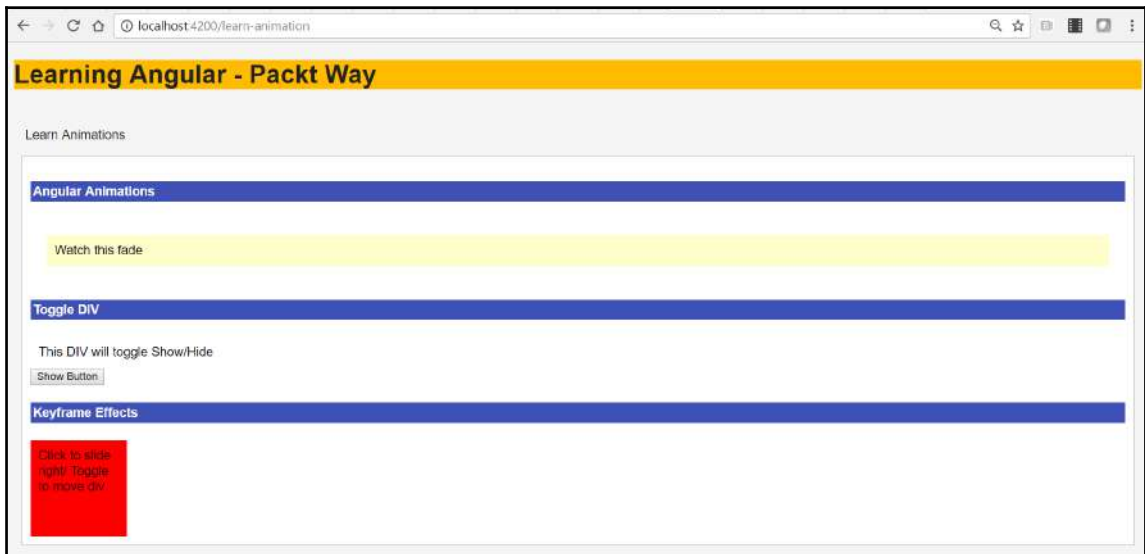 localhost:4200/learn-animation
Learning Angular - Packt Way
Learn Animations
Angular Animations
Watch this fade
Toggle DIV
This DIV will toggle Show/Hide
Show Button
Keyframe Effects
Click to slide
right/ Toggle
to move div